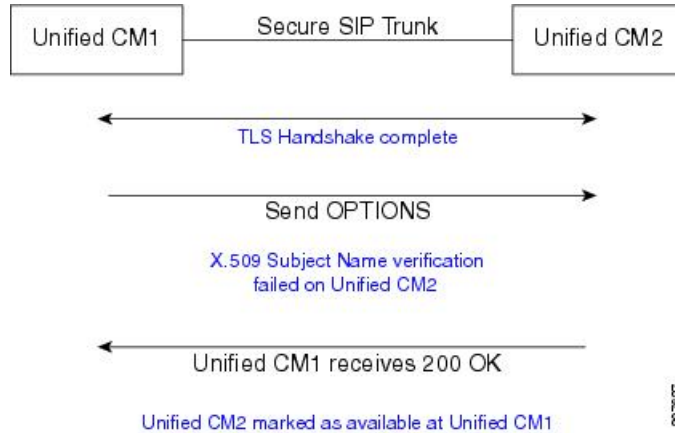 Unified CM1
Secure SIP Trunk
Unified CM2
TLS Handshake complete
Send OPTIONS
X.509 Subject Name verification
failed on Unified CM2
Unified CM1 receives 200 OK
Unified CM2 marked as available at Unified CM1